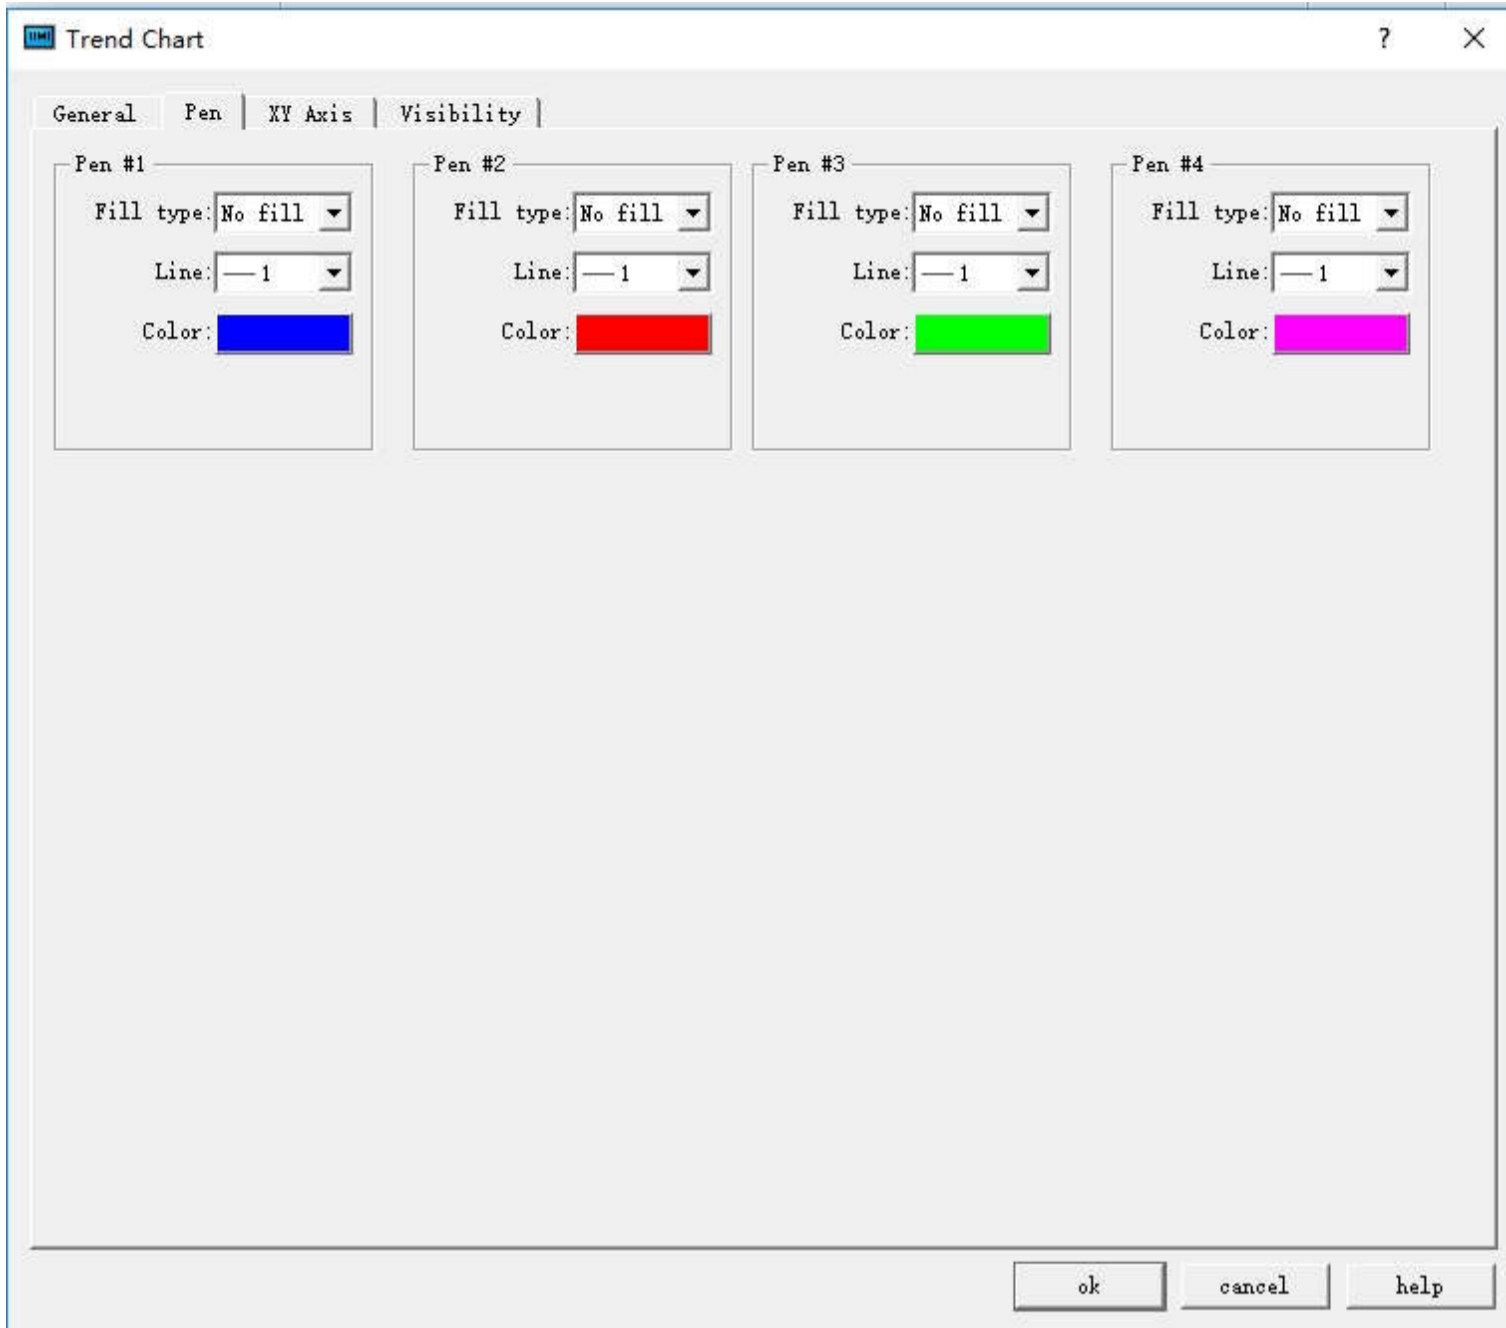 Trend Chart ?
General Pen XY Axis Visibility
Pen #1 Pen #2 Pen #3 Pen #4
Fill type: No fill Fill type: No fill Fill type: No fill Fill type: No fill
Line: 1 Line: 1 Line: 1 Line: 1
Color: Color: Color: Color:
ok cancel help